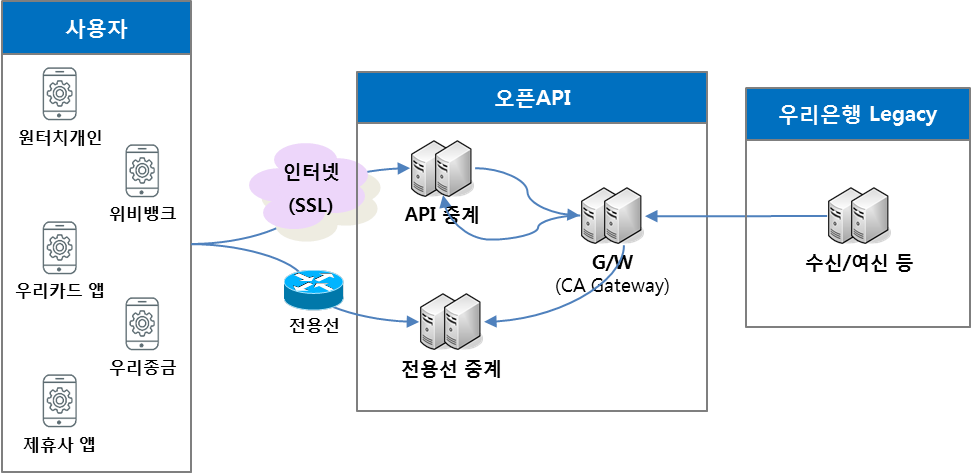 사용자
원터치개인
위비뱅크
우리카드 앱
우리종금
제휴사 앱
인터넷
(SSL)
전용선
오픈API
API 중계
G/W
(CA Gateway)
전용선 중계
우리은행 Legacy
수신/여신 등